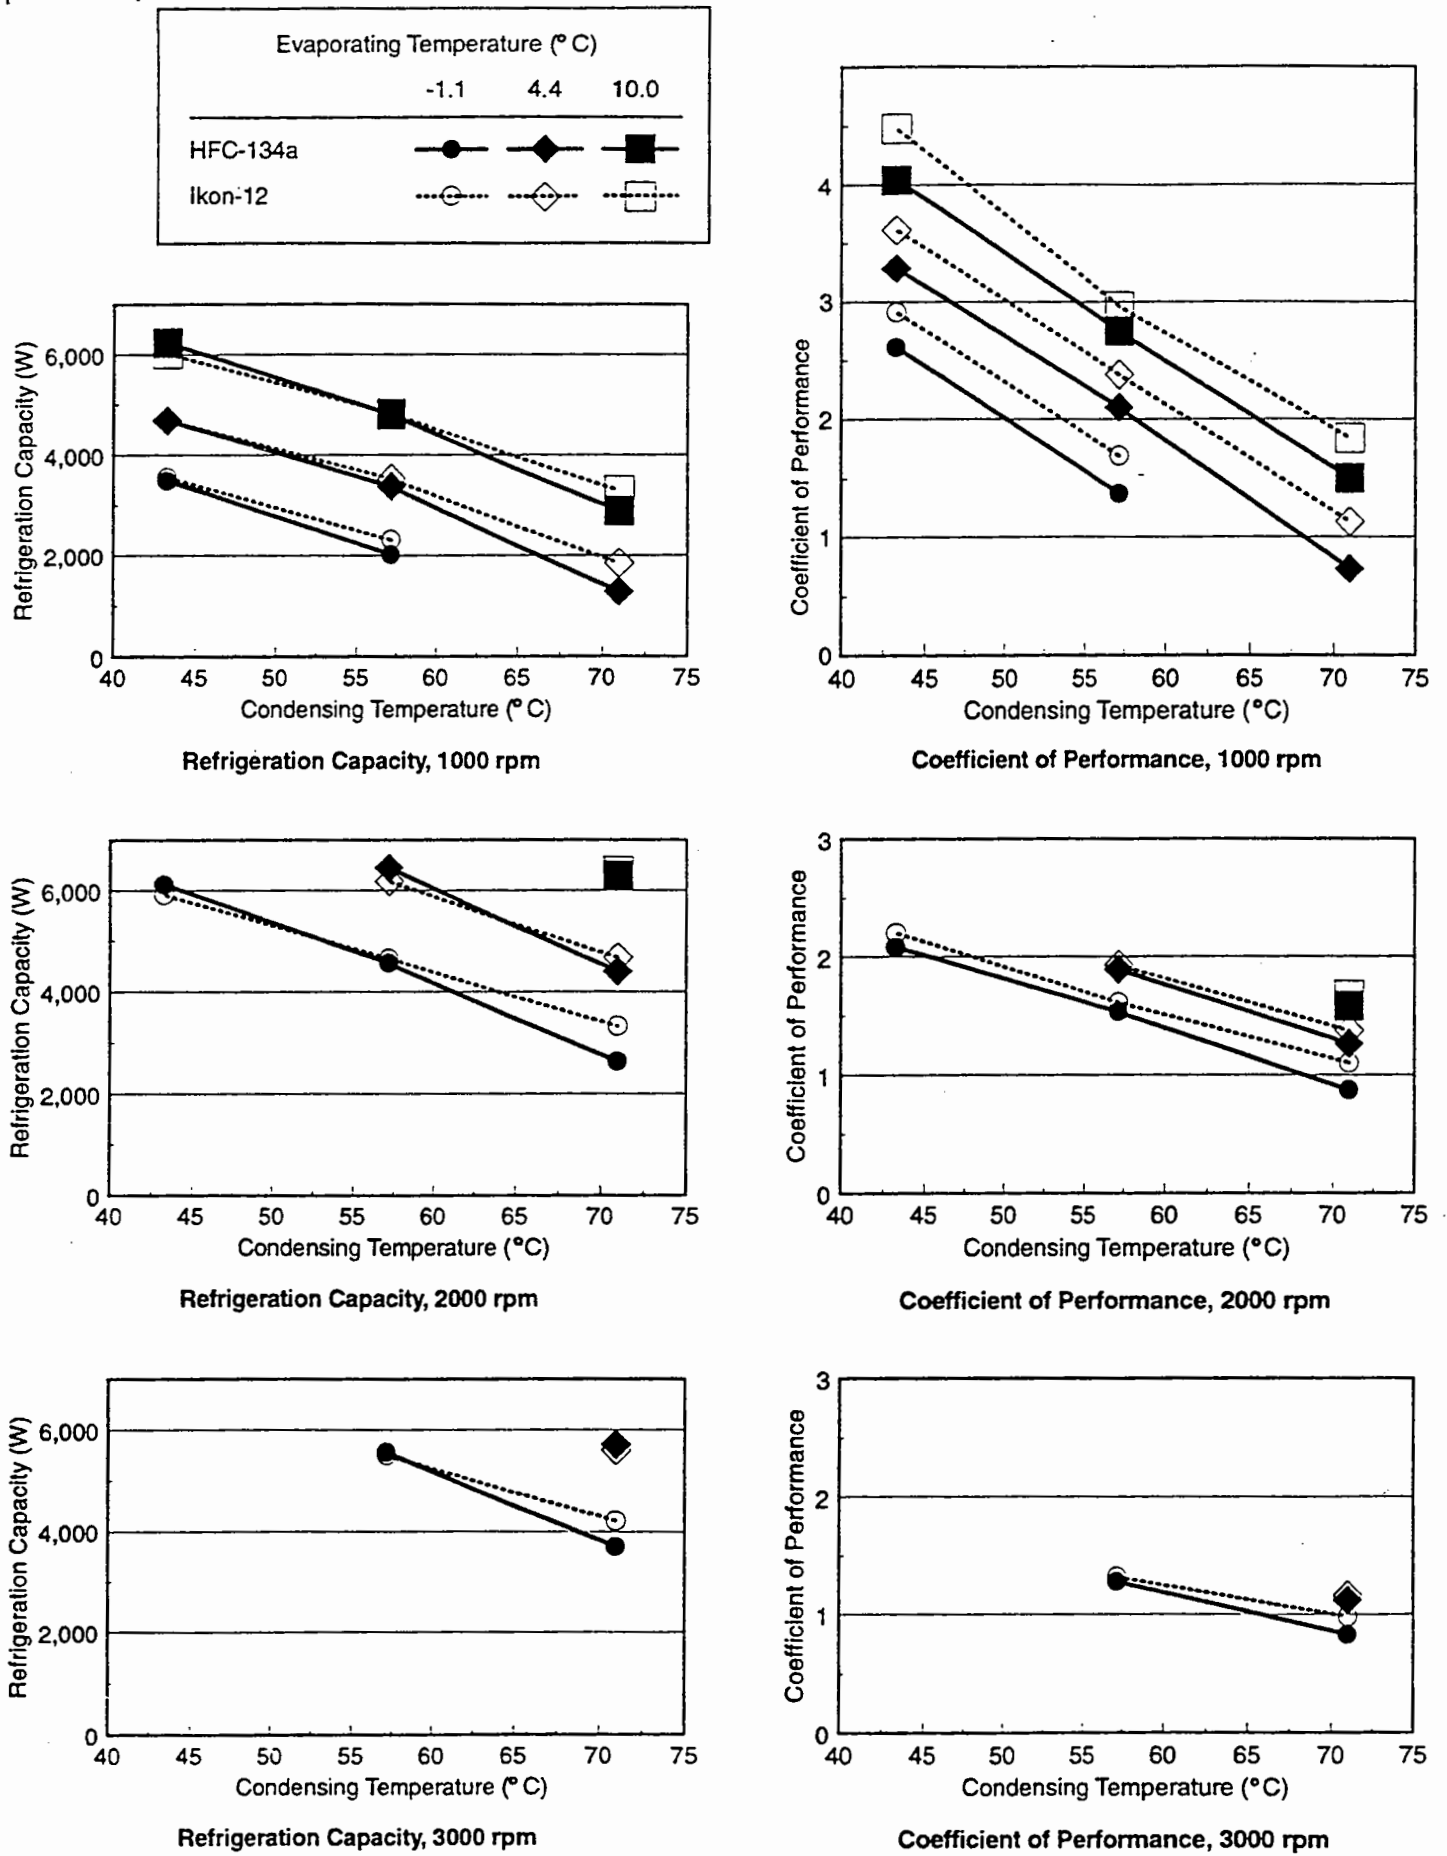 Evaporating Temperature (° C)
-1.1 4.4 10.0
HFC-134a
Ikon-12
Refrigeration Capacity (W)
6,000
4,000
2,000
0
40 45 50 55 60 65 70 75
Condensing Temperature (° C)
Refrigeration Capacity, 1000 rpm
Coefficient of Performance
4
3
2
1
0
40 45 50 55 60 65 70 75
Condensing Temperature (°C)
Coefficient of Performance, 1000 rpm
Refrigeration Capacity (W)
6,000
4,000
2,000
0
40 45 50 55 60 65 70 75
Condensing Temperature (°C)
Refrigeration Capacity, 2000 rpm
Coefficient of Performance
3
2
1
0
40 45 50 55 60 65 70 75
Condensing Temperature (°C)
Coefficient of Performance, 2000 rpm
Refrigeration Capacity (W)
6,000
4,000
2,000
0
40 45 50 55 60 65 70 75
Condensing Temperature (° C)
Refrigeration Capacity, 3000 rpm
Coefficient of Performance
3
2
1
0
40 45 50 55 60 65 70 75
Condensing Temperature (°C)
Coefficient of Performance, 3000 rpm